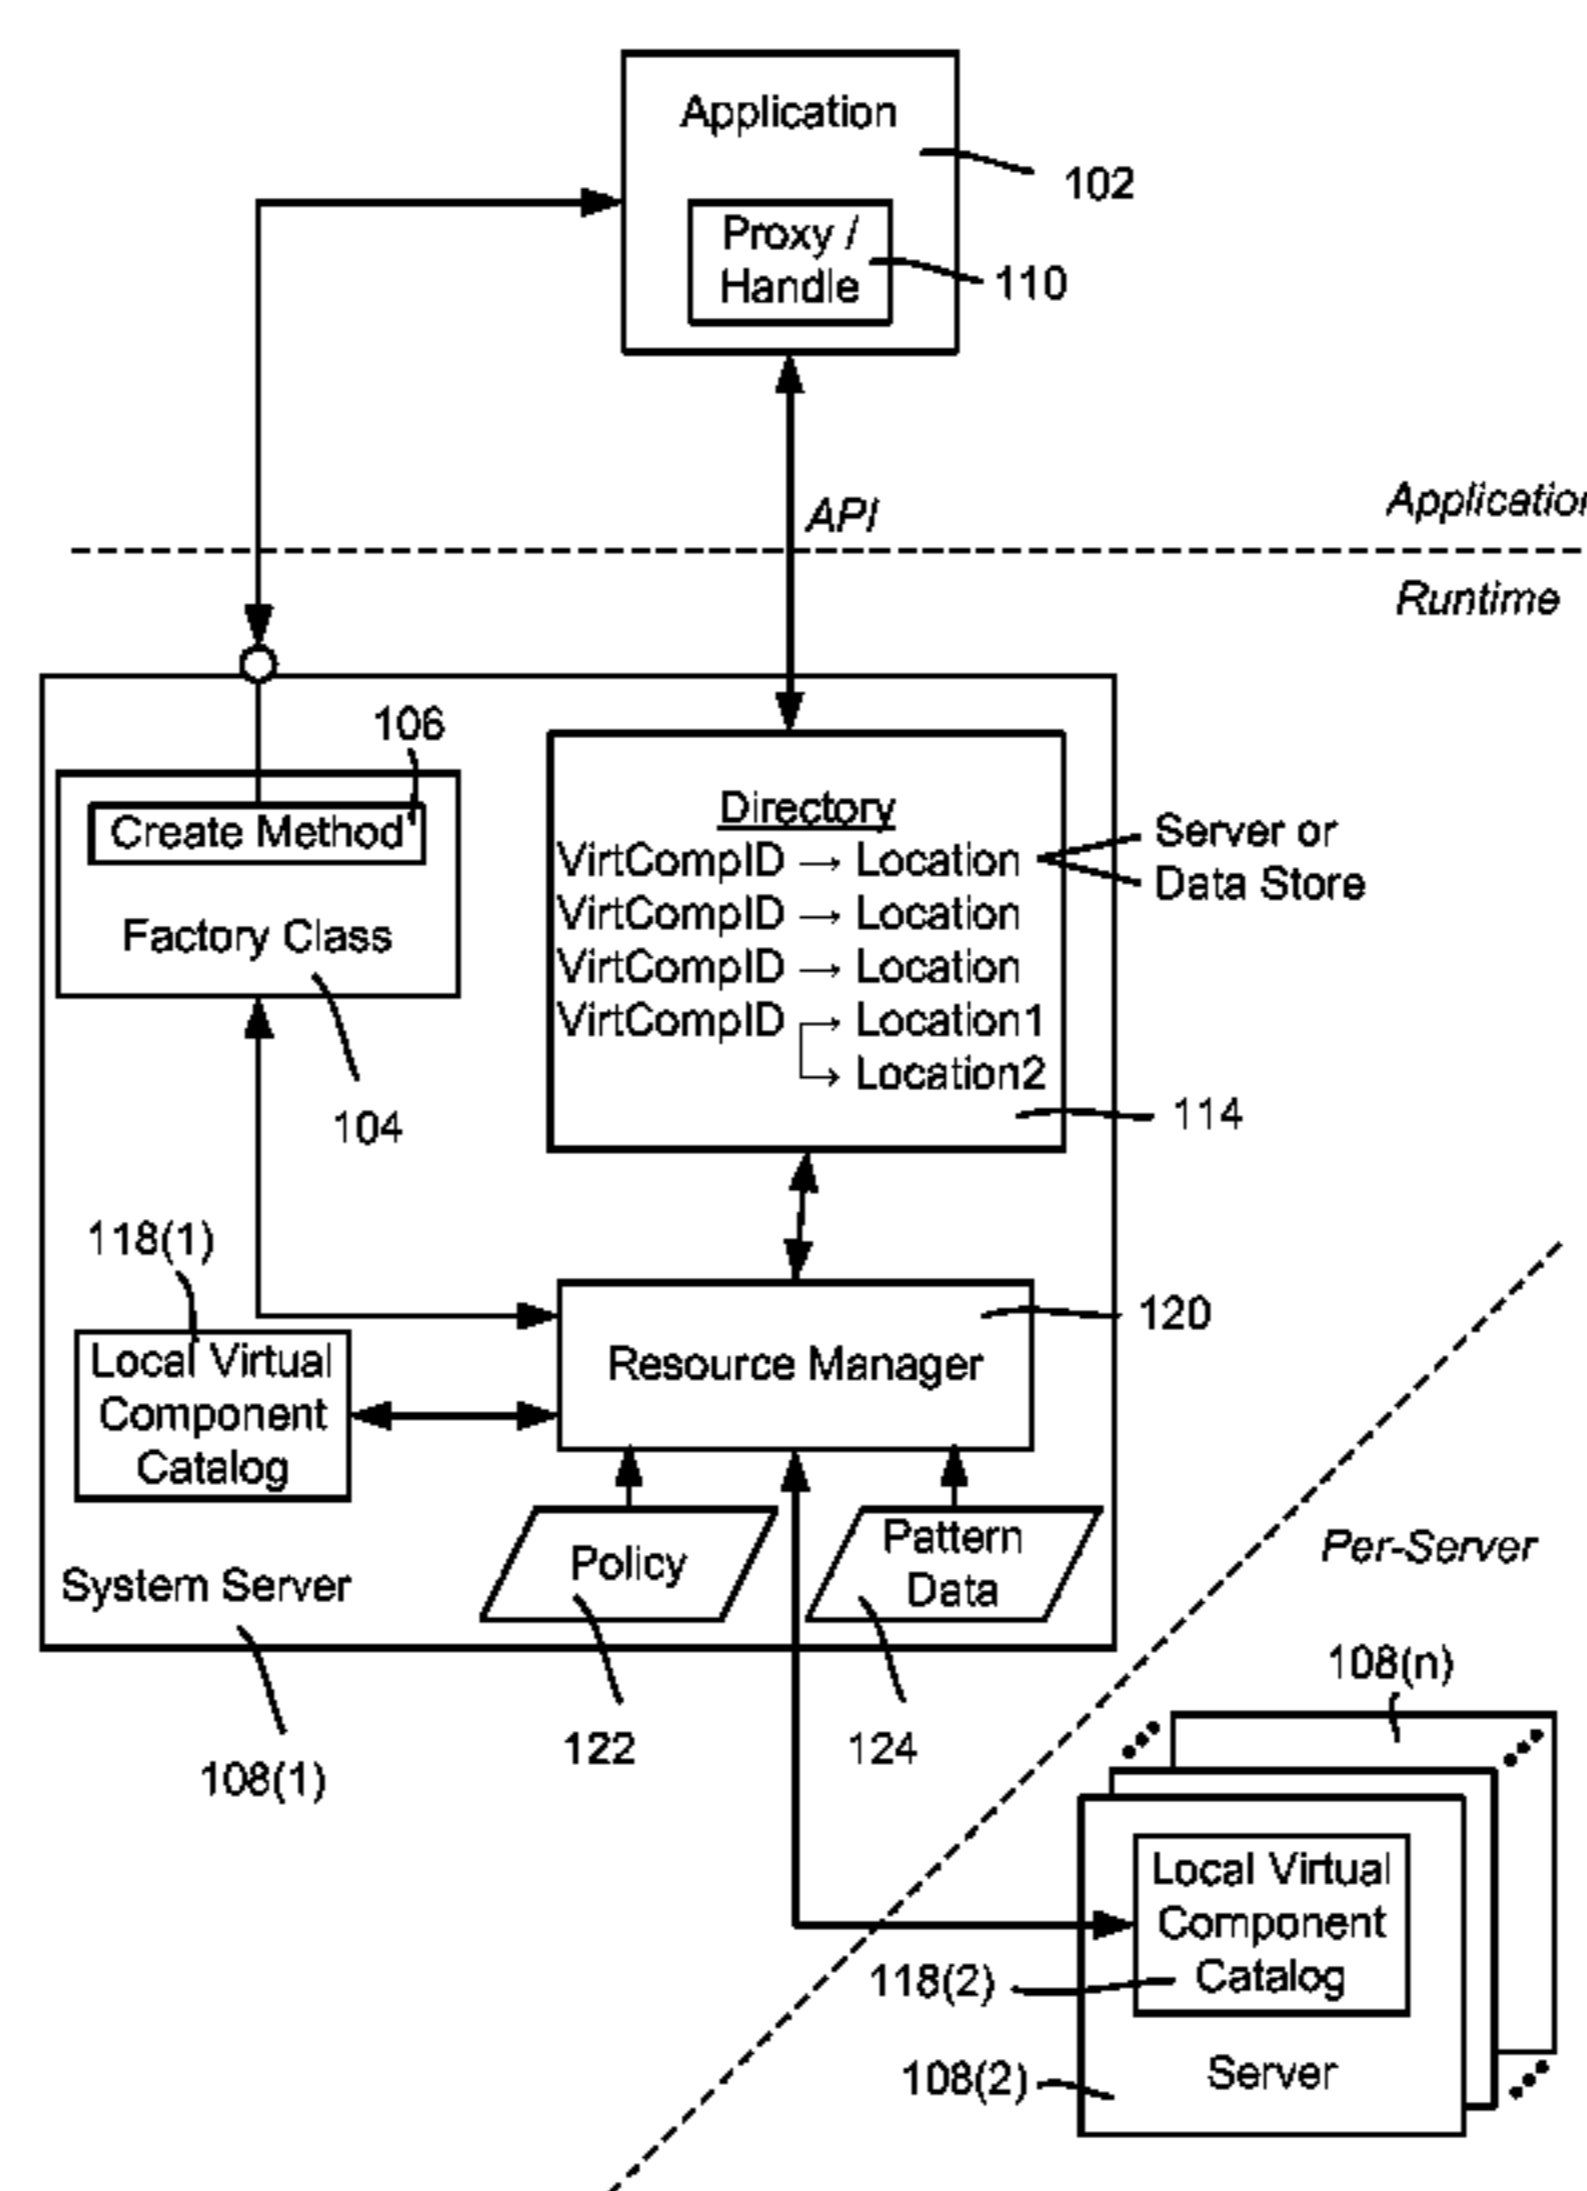 Application
102
Proxy /
Handle
110
API
Application
Runtime
106
Create Method
Factory Class
104
Directory
VirtCompID → Location
VirtCompID → Location
VirtCompID → Location
VirtCompID → Location1
→ Location2
Server or
Data Store
114
118(1)
Local Virtual
Component
Catalog
120
Resource Manager
Policy
Pattern
Data
System Server
108(1)
122
124
Per-Server
108(n)
Local Virtual
Component
Catalog
118(2)
108(2)
Server